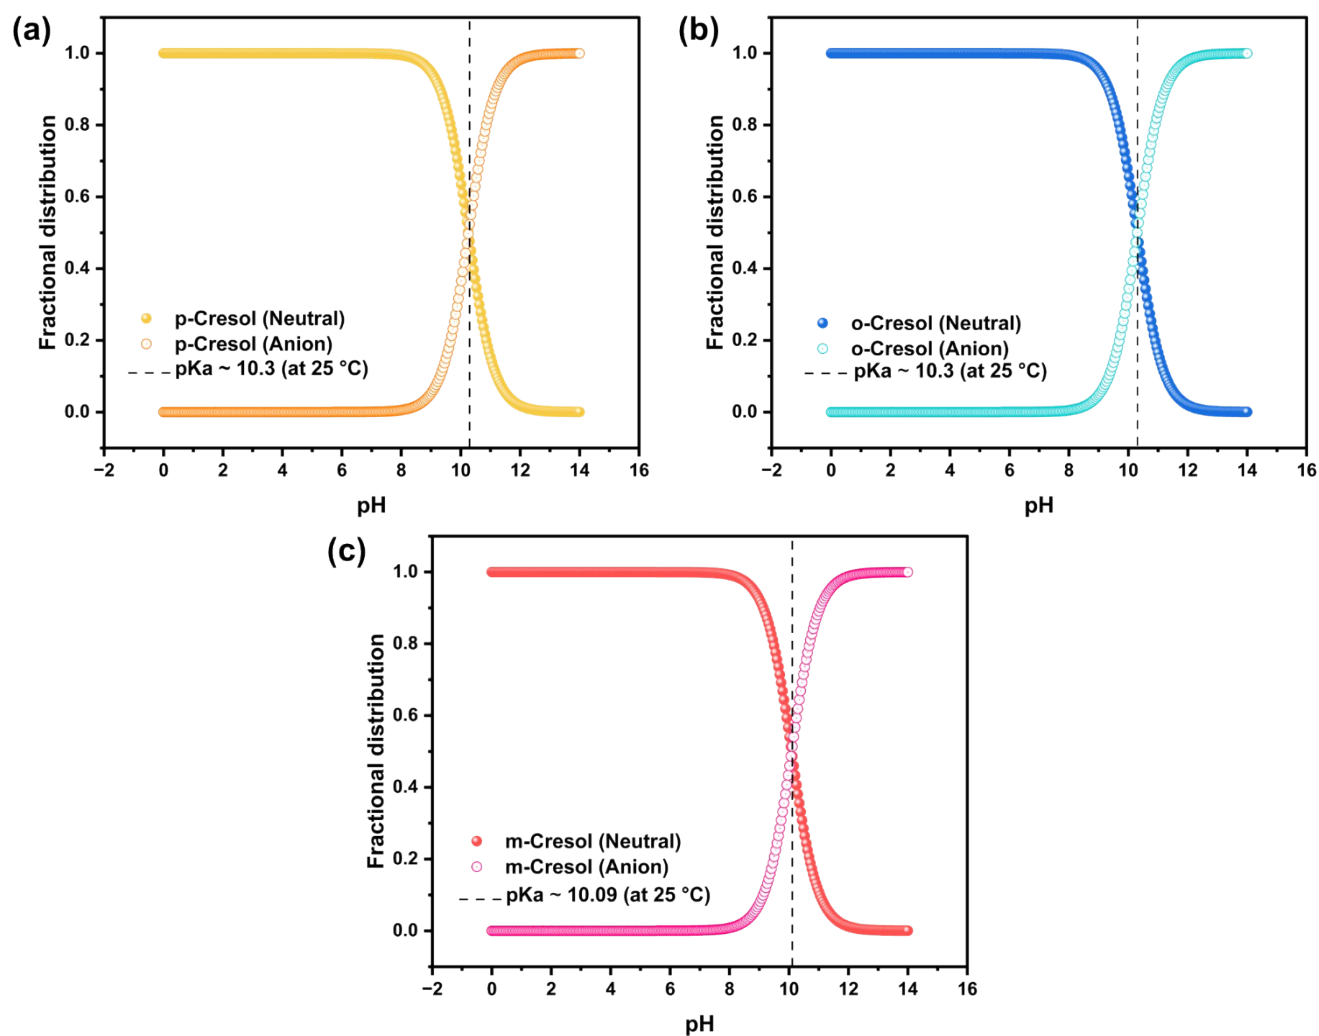 (a)
Fractional distribution
1.0
0.8
0.6
0.4
0.2
0.0
p-Cresol (Neutral)
p-Cresol (Anion)
pKa ~ 10.3 (at 25 °C)
−2 0 2 4 6 8 10 12 14 16
pH
(b)
Fractional distribution
1.0
0.8
0.6
0.4
0.2
0.0
o-Cresol (Neutral)
o-Cresol (Anion)
pKa ~ 10.3 (at 25 °C)
−2 0 2 4 6 8 10 12 14 16
pH
(c)
Fractional distribution
1.0
0.8
0.6
0.4
0.2
0.0
m-Cresol (Neutral)
m-Cresol (Anion)
pKa ~ 10.09 (at 25 °C)
−2 0 2 4 6 8 10 12 14 16
pH